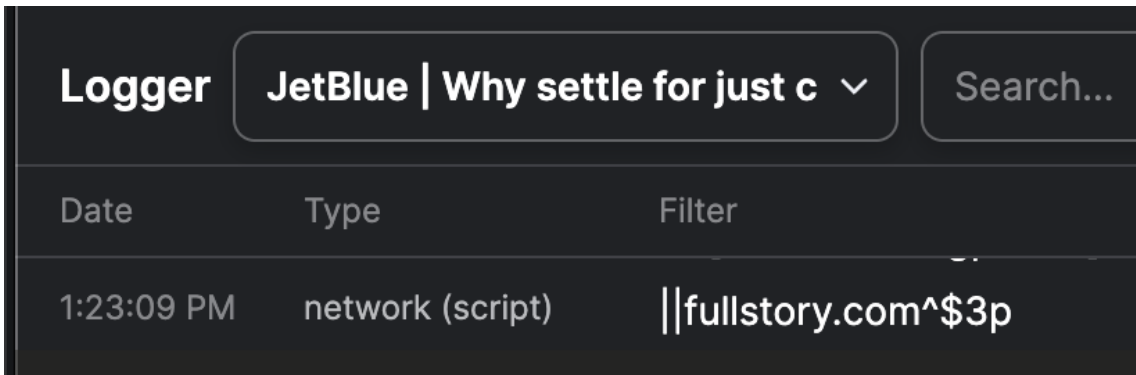 Logger JetBlue | Why settle for just c Search...
Date Type Filter
1:23:09 PM network (script) ||fullstory.com^$3p